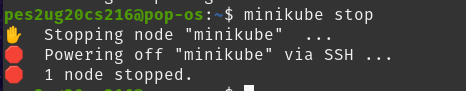 pes2ug20cs216@pop-os:~$ minikube stop
✋ Stopping node "minikube" ...
🛑 Powering off "minikube" via SSH ...
🛑 1 node stopped.